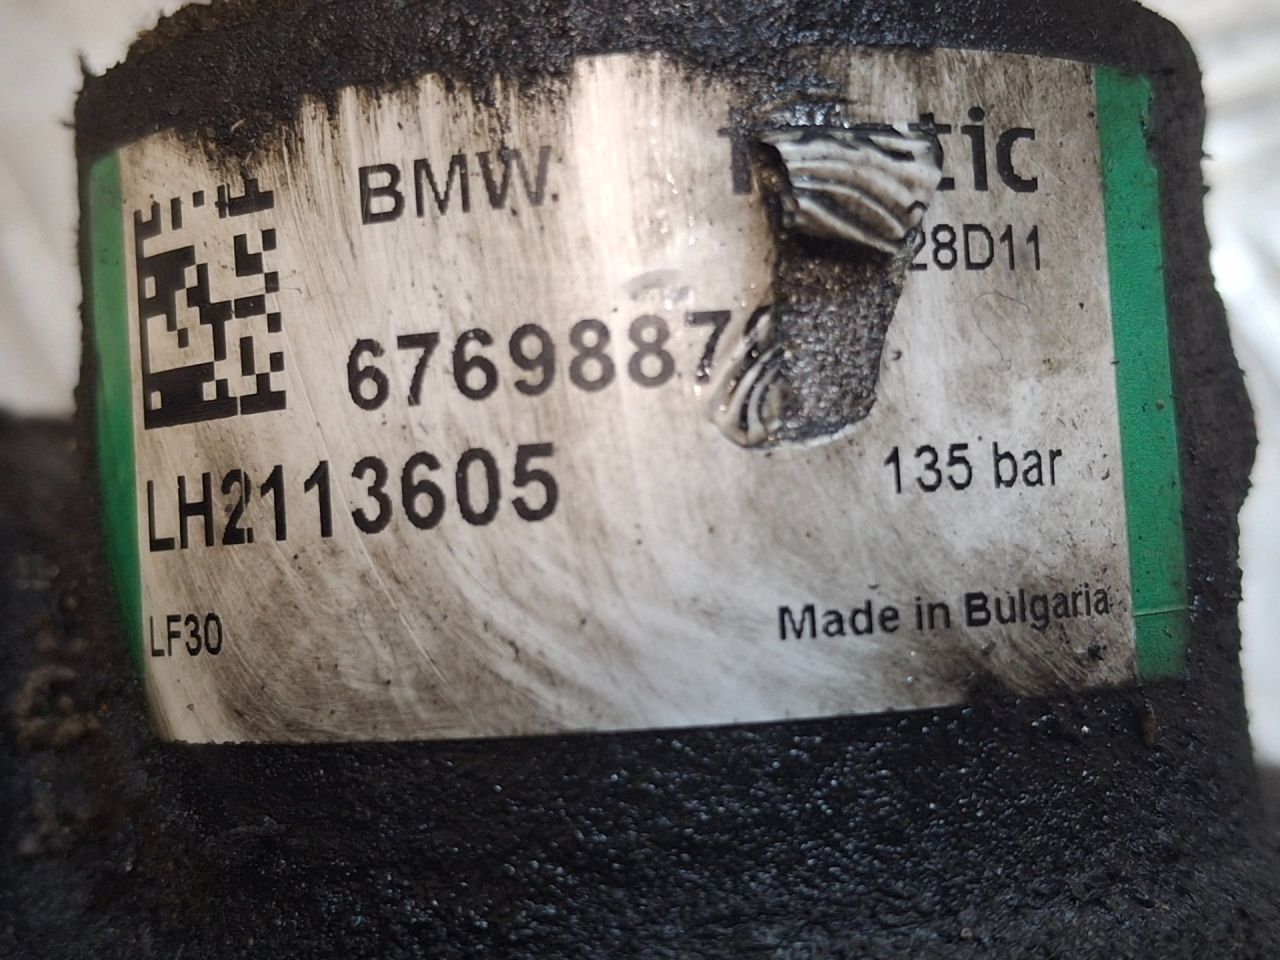 BMW
28D11
6769887
LH2113605
135 bar
LF30
Made in Bulgaria